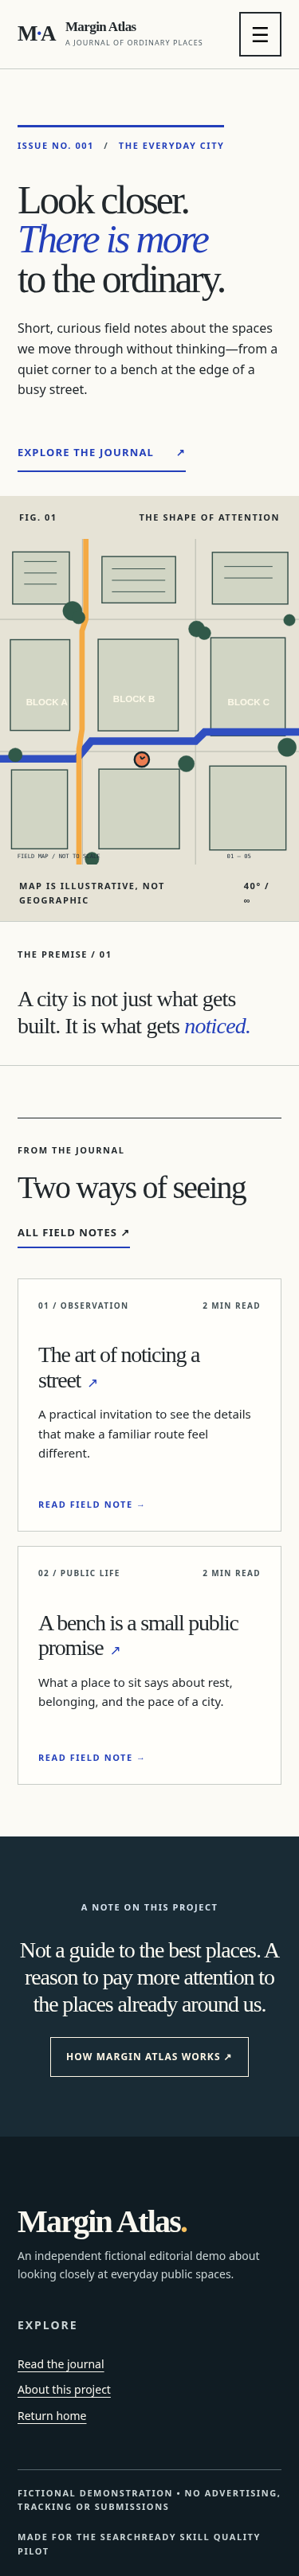 M·A
Margin Atlas
A JOURNAL OF ORDINARY PLACES
☰
ISSUE NO. 001 / THE EVERYDAY CITY
Look closer.
There is more
to the ordinary.
Short, curious field notes about the spaces
we move through without thinking—from a
quiet corner to a bench at the edge of a
busy street.
EXPLORE THE JOURNAL ↗
FIG. 01 THE SHAPE OF ATTENTION
BLOCK A
BLOCK B
BLOCK C
FIELD MAP / NOT TO
01 — 05
MAP IS ILLUSTRATIVE, NOT
GEOGRAPHIC
40° /
∞
THE PREMISE / 01
A city is not just what gets
built. It is what gets noticed.
FROM THE JOURNAL
Two ways of seeing
ALL FIELD NOTES ↗
01 / OBSERVATION 2 MIN READ
The art of noticing a
street ↗
A practical invitation to see the details
that make a familiar route feel
different.
READ FIELD NOTE →
02 / PUBLIC LIFE 2 MIN READ
A bench is a small public
promise ↗
What a place to sit says about rest,
belonging, and the pace of a city.
READ FIELD NOTE →
A NOTE ON THIS PROJECT
Not a guide to the best places. A
reason to pay more attention to
the places already around us.
HOW MARGIN ATLAS WORKS ↗
Margin Atlas.
An independent fictional editorial demo about
looking closely at everyday public spaces.
EXPLORE
Read the journal
About this project
Return home
FICTIONAL DEMONSTRATION • NO ADVERTISING,
TRACKING OR SUBMISSIONS
MADE FOR THE SEARCHREADY SKILL QUALITY
PILOT